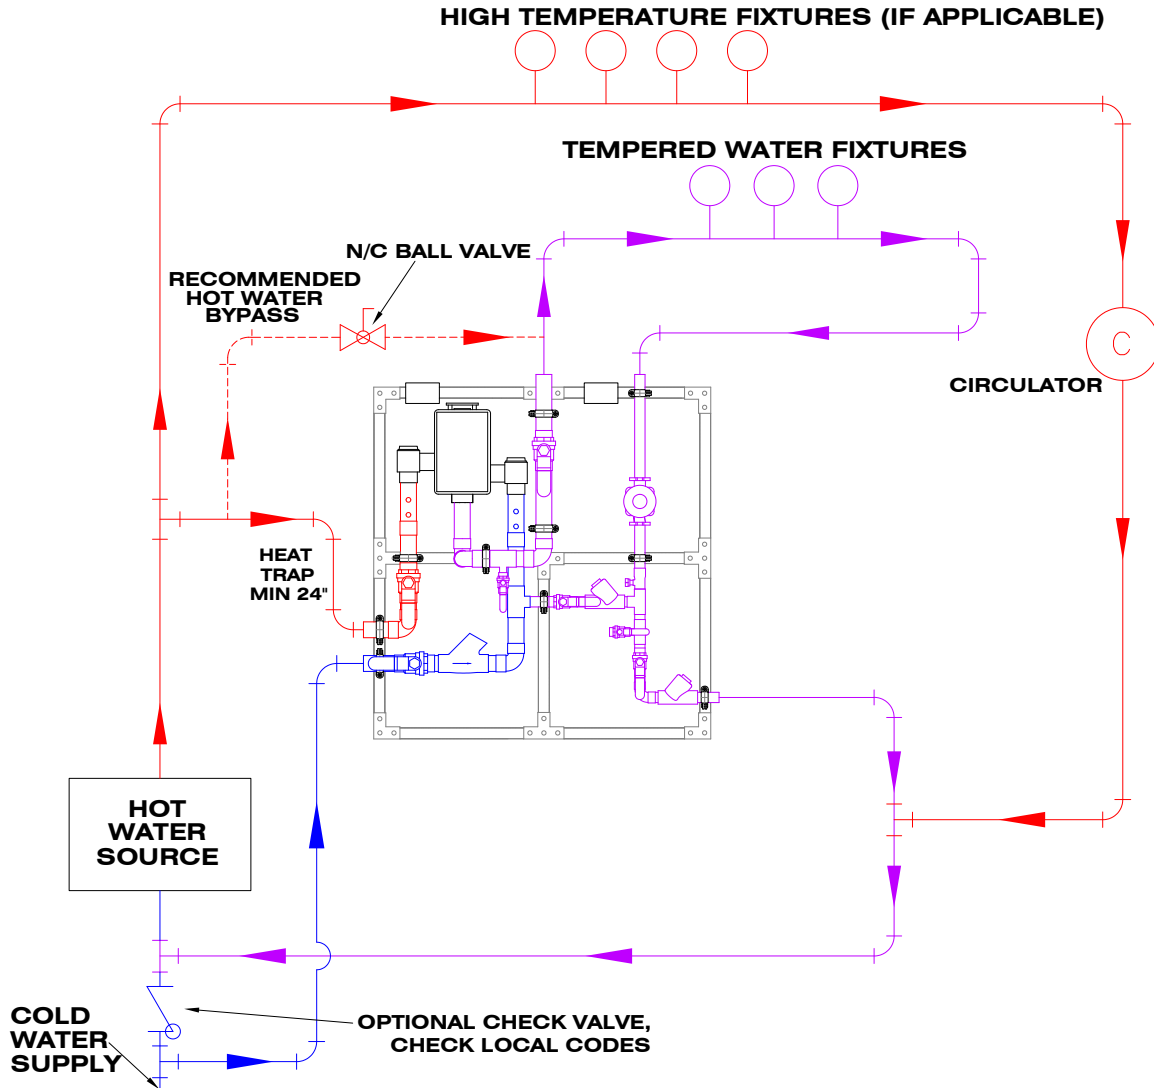 HIGH TEMPERATURE FIXTURES (IF APPLICABLE)
TEMPERED WATER FIXTURES
N/C BALL VALVE
RECOMMENDED
HOT WATER
BYPASS
C
CIRCULATOR
HEAT
TRAP
MIN 24"
HOT
WATER
SOURCE
COLD
WATER
SUPPLY
OPTIONAL CHECK VALVE,
CHECK LOCAL CODES